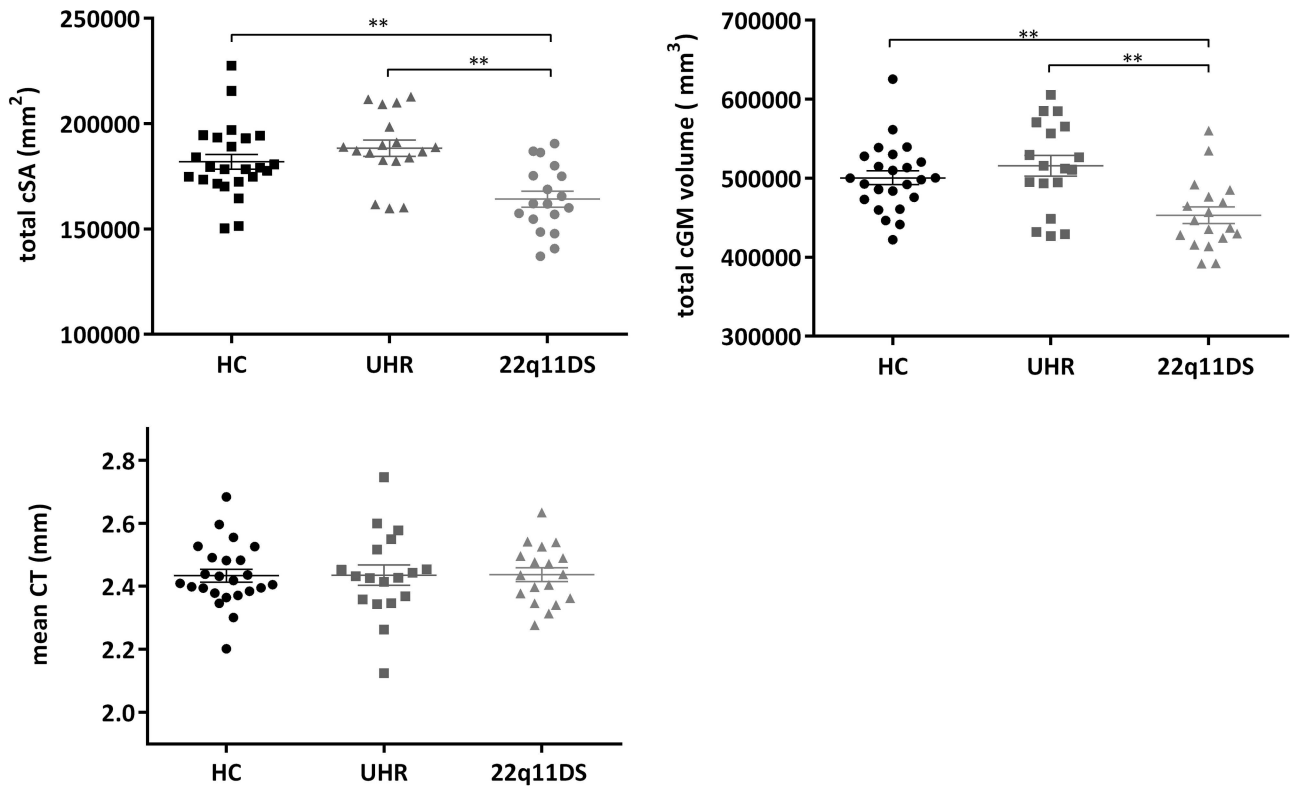 total cSA (mm²)
250000
200000
150000
100000
**
**
HC
UHR
22q11DS
total cGM volume ( mm³)
700000
600000
500000
400000
300000
**
**
HC
UHR
22q11DS
mean CT (mm)
2.8
2.6
2.4
2.2
2.0
HC
UHR
22q11DS